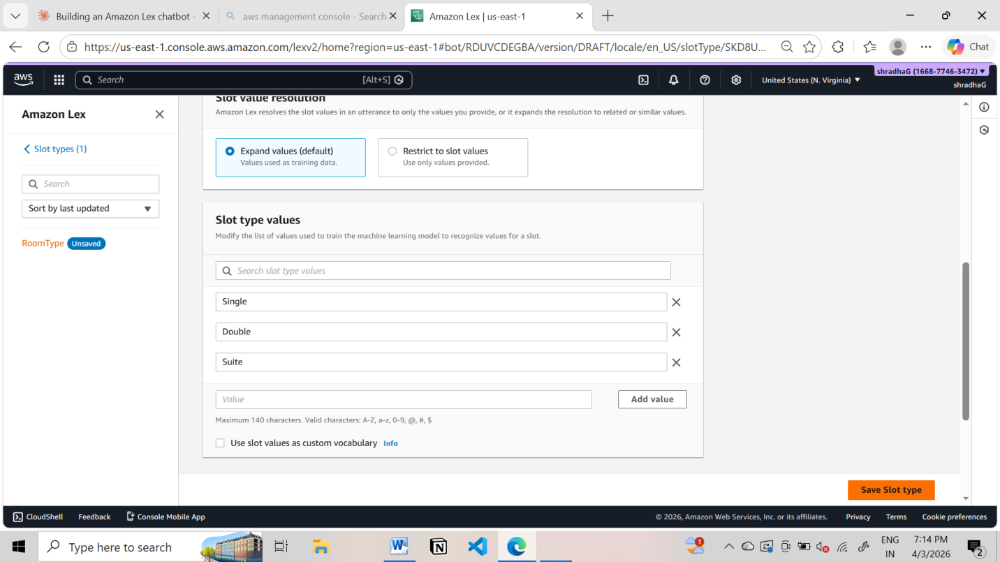 Building an Amazon Lex chatbot -
aws management console - Search
Amazon Lex | us-east-1
https://us-east-1.console.aws.amazon.com/lexv2/home?region=us-east-1#bot/RDUVCDEGBA/version/DRAFT/locale/en_US/slotType/SKD8U...
Chat
aws
Search
[Alt+S]
United States (N. Virginia) ▼
shradhaG (1668-7746-3472) ▼
shradhaG
Amazon Lex
Slot types (1)
Search
Sort by last updated
RoomType Unsaved
Slot value resolution
Amazon Lex resolves the slot values in an utterance to only the values you provide, or it expands the resolution to related or similar values.
Expand values (default)
Values used as training data.
Restrict to slot values
Use only values provided.
Slot type values
Modify the list of values used to train the machine learning model to recognize values for a slot.
Search slot type values
Single
Double
Suite
Value
Add value
Maximum 140 characters. Valid characters: A-Z, a-z, 0-9, @, #, $
Use slot values as custom vocabulary Info
Save Slot type
CloudShell Feedback Console Mobile App
© 2026, Amazon Web Services, Inc. or its affiliates. Privacy Terms Cookie preferences
Type here to search
1
ENG
IN
7:14 PM
4/3/2026
2